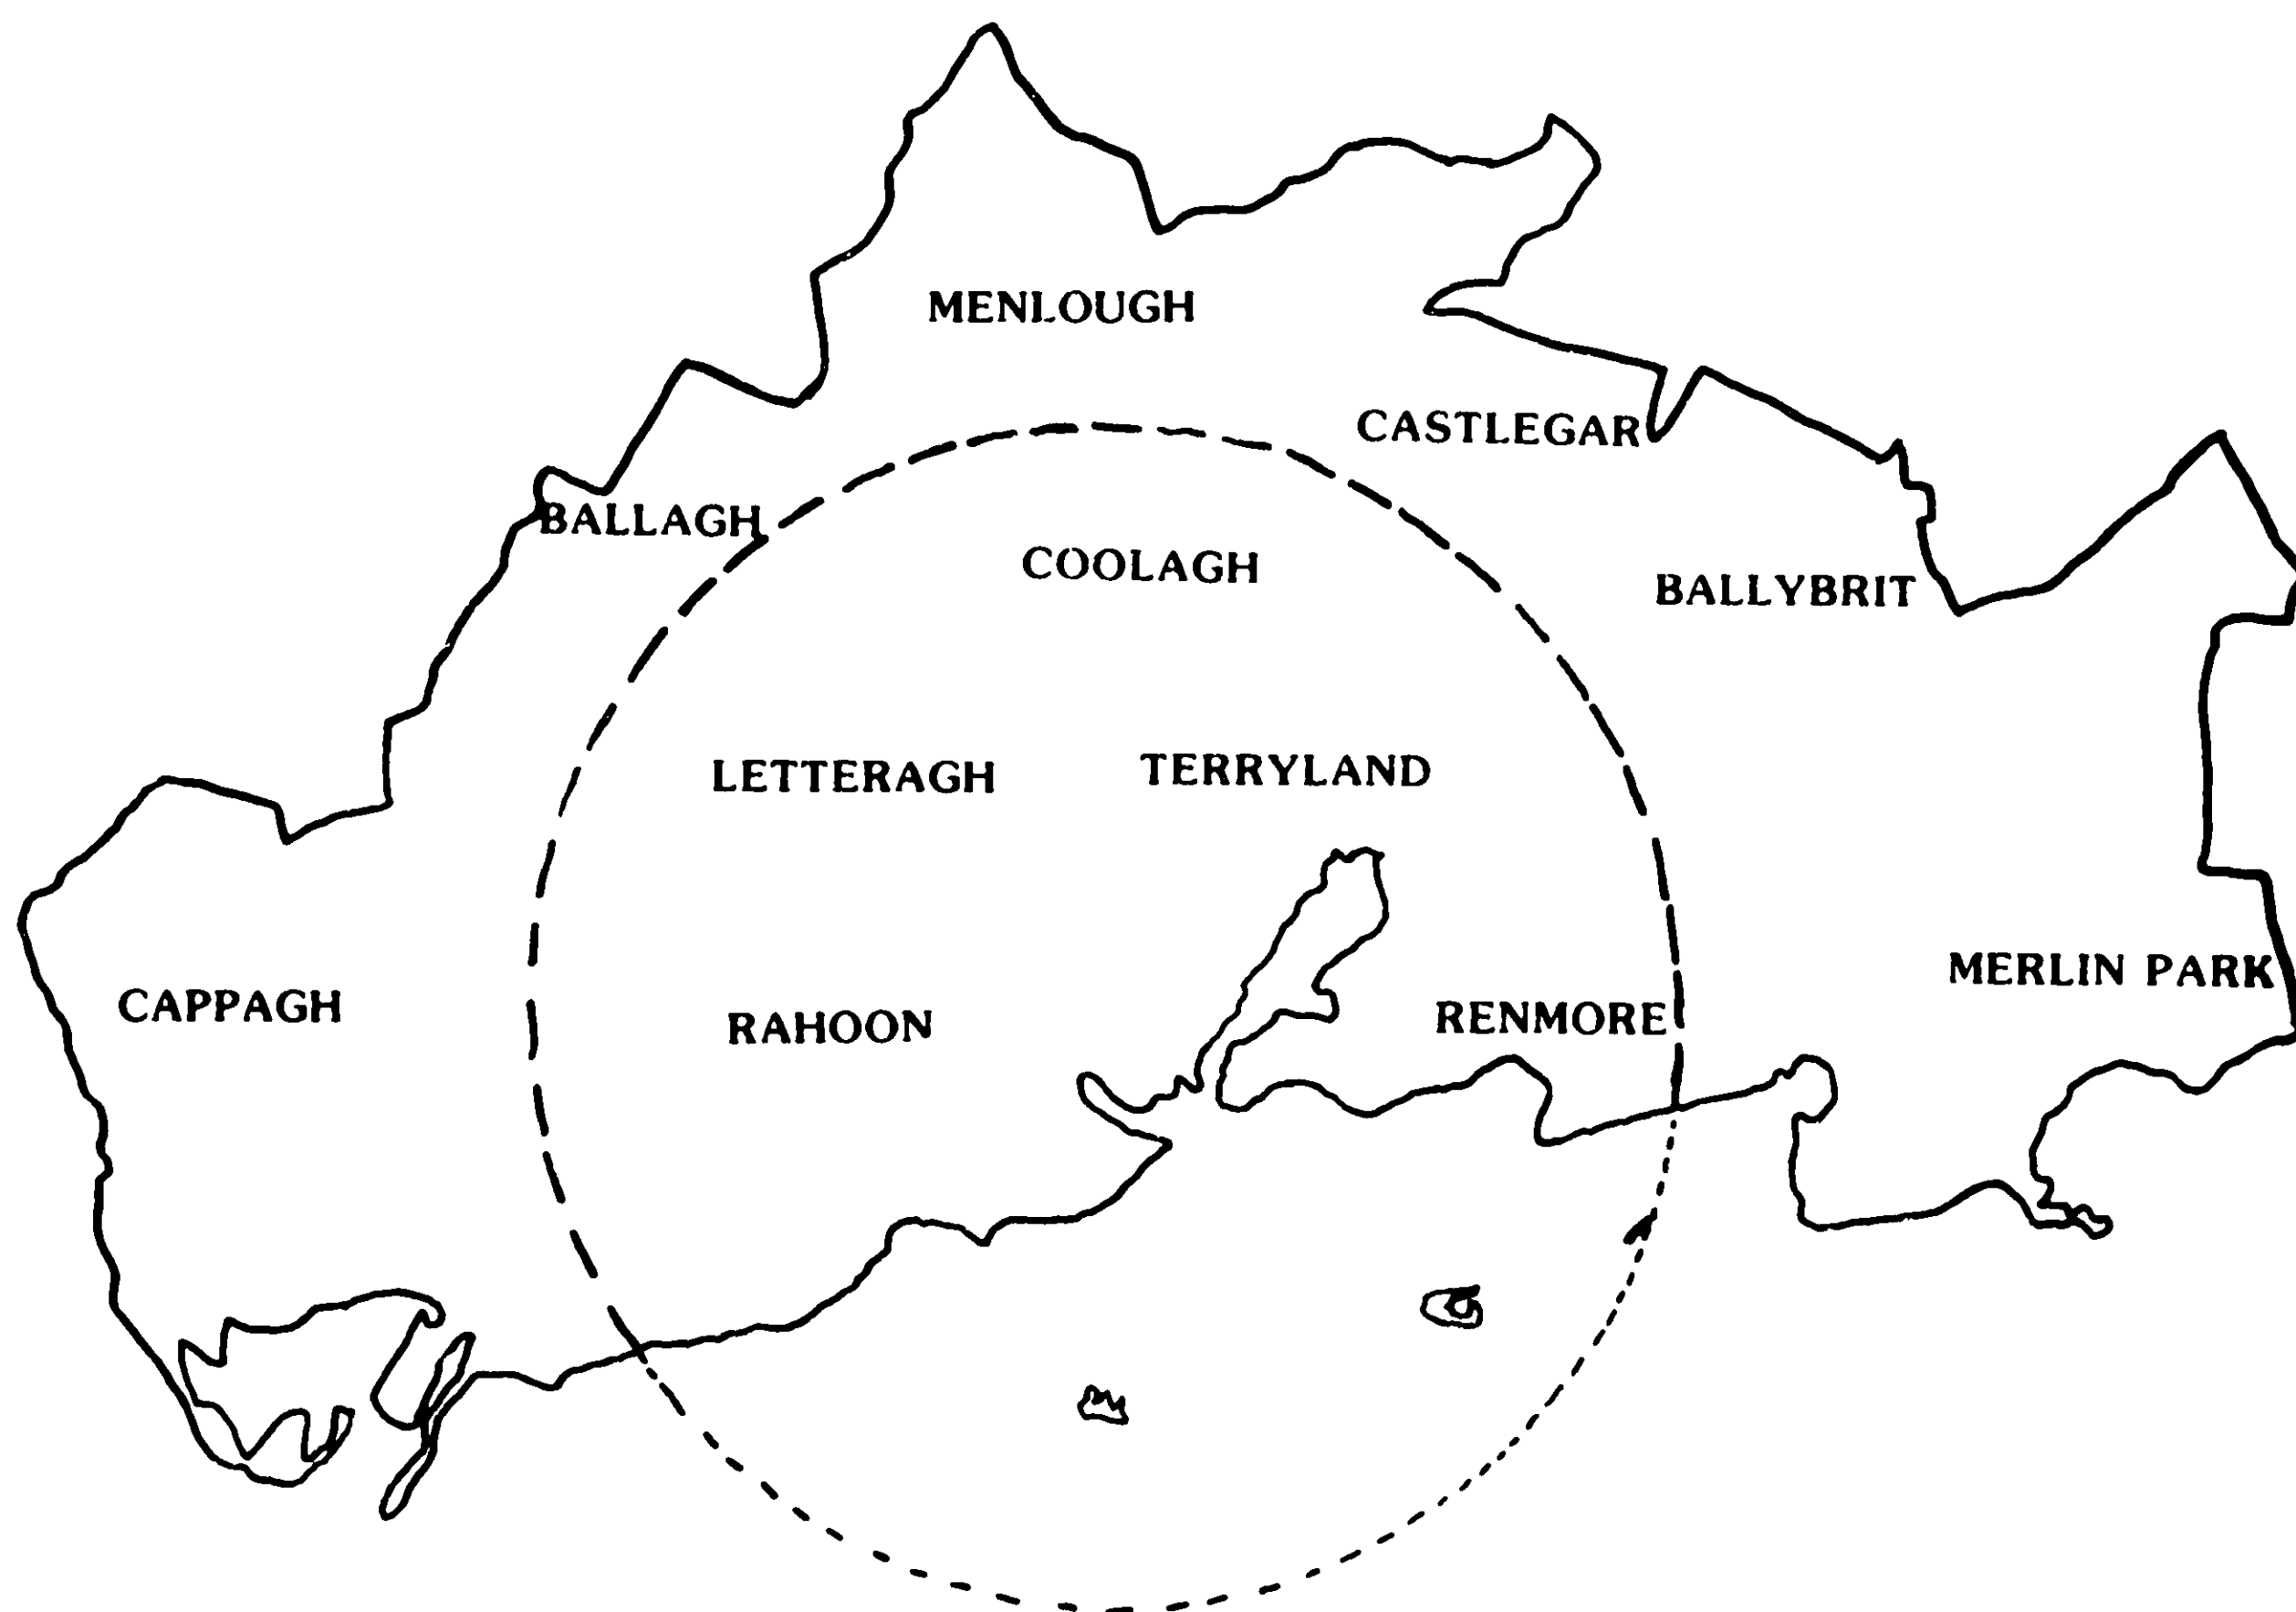 MENLOUGH
CASTLEGAR
BALLAGH
COOLAGH
BALLYBRIT
LETTERAGH
TERRYLAND
MERLIN PARK
CAPPAGH
RAHOON
RENMORE